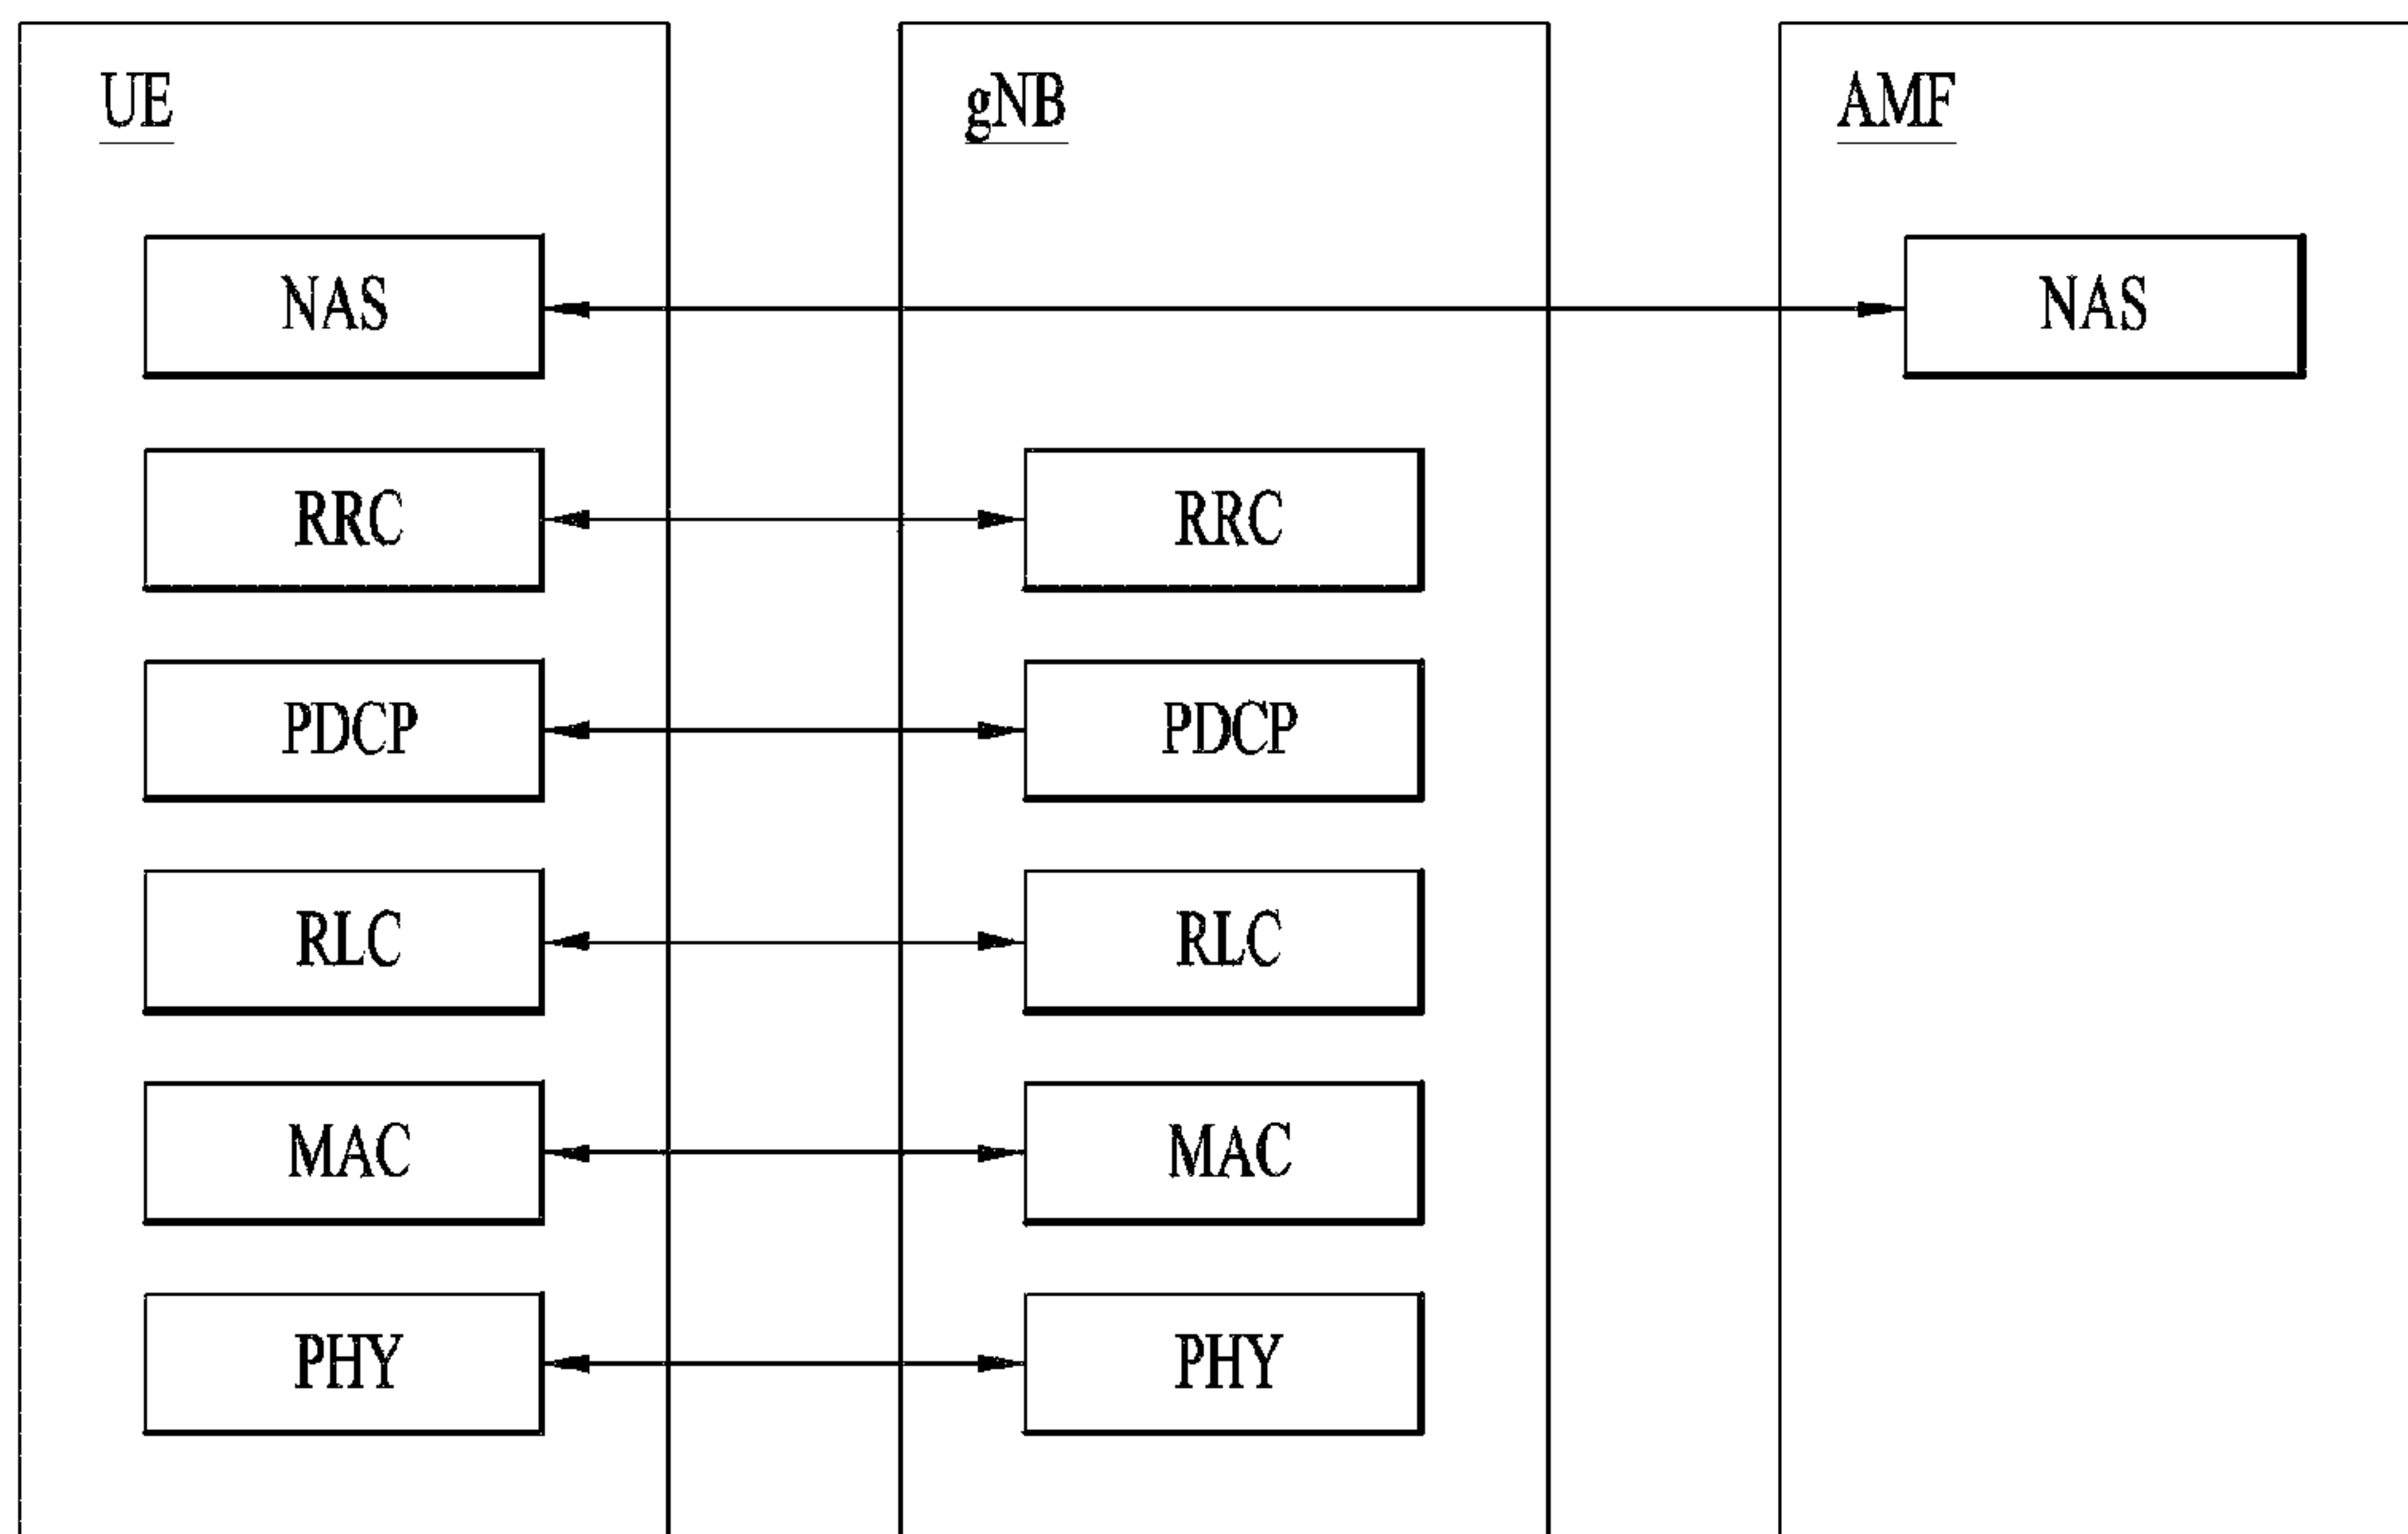 UE gNB AMF
NAS NAS
RRC RRC
PDCP PDCP
RLC RLC
MAC MAC
PHY PHY